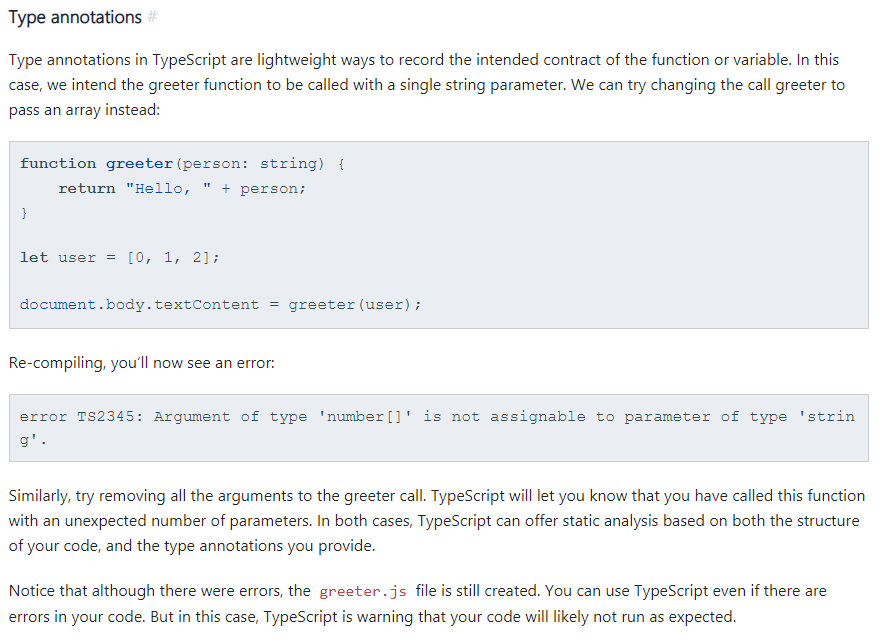 Type annotations #
Type annotations in TypeScript are lightweight ways to record the intended contract of the function or variable. In this
case, we intend the greeter function to be called with a single string parameter. We can try changing the call greeter to
pass an array instead:
function greeter(person: string) {
    return "Hello, " + person;
}
let user = [0, 1, 2];
document.body.textContent = greeter(user);
Re-compiling, you’ll now see an error:
error TS2345: Argument of type 'number[]' is not assignable to parameter of type 'strin
g'.
Similarly, try removing all the arguments to the greeter call. TypeScript will let you know that you have called this function
with an unexpected number of parameters. In both cases, TypeScript can offer static analysis based on both the structure
of your code, and the type annotations you provide.
Notice that although there were errors, the greeter.js file is still created. You can use TypeScript even if there are
errors in your code. But in this case, TypeScript is warning that your code will likely not run as expected.